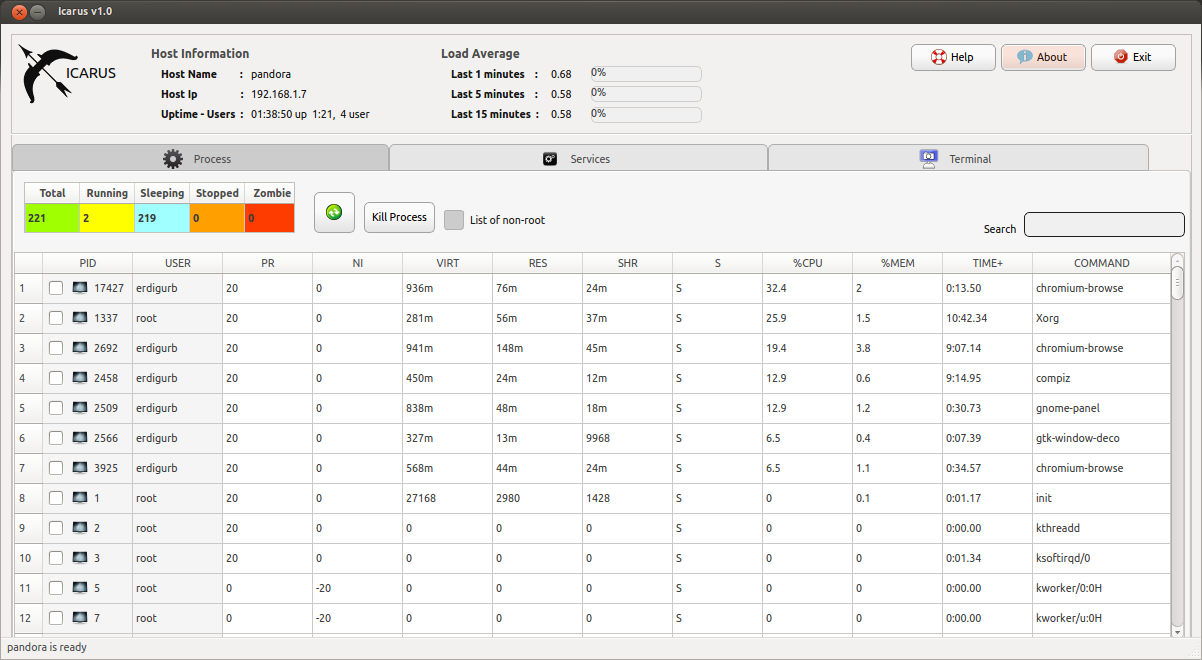 Icarus v1.0
ICARUS
Host Information
Host Name : pandora
Host Ip : 192.168.1.7
Uptime - Users : 01:38:50 up 1:21, 4 user
Load Average
Last 1 minutes : 0.68 0%
Last 5 minutes : 0.58 0%
Last 15 minutes : 0.58 0%
Help About Exit
Process Services Terminal
Total Running Sleeping Stopped Zombie
221 2 219 0 0
Kill Process
List of non-root
Search
PID USER PR NI VIRT RES SHR S %CPU %MEM TIME+ COMMAND
1 17427 erdigurb 20 0 936m 76m 24m S 32.4 2 0:13.50 chromium-browse
2 1337 root 20 0 281m 56m 37m S 25.9 1.5 10:42.34 Xorg
3 2692 erdigurb 20 0 941m 148m 45m S 19.4 3.8 9:07.14 chromium-browse
4 2458 erdigurb 20 0 450m 24m 12m S 12.9 0.6 9:14.95 compiz
5 2509 erdigurb 20 0 838m 48m 18m S 12.9 1.2 0:30.73 gnome-panel
6 2566 erdigurb 20 0 327m 13m 9968 S 6.5 0.4 0:07.39 gtk-window-deco
7 3925 erdigurb 20 0 568m 44m 24m S 6.5 1.1 0:34.57 chromium-browse
8 1 root 20 0 27168 2980 1428 S 0 0.1 0:01.17 init
9 2 root 20 0 0 0 0 S 0 0 0:00.00 kthreadd
10 3 root 20 0 0 0 0 S 0 0 0:01.34 ksoftirqd/0
11 5 root 0 -20 0 0 0 S 0 0 0:00.00 kworker/0:0H
12 7 root 0 -20 0 0 0 S 0 0 0:00.00 kworker/u:0H
pandora is ready